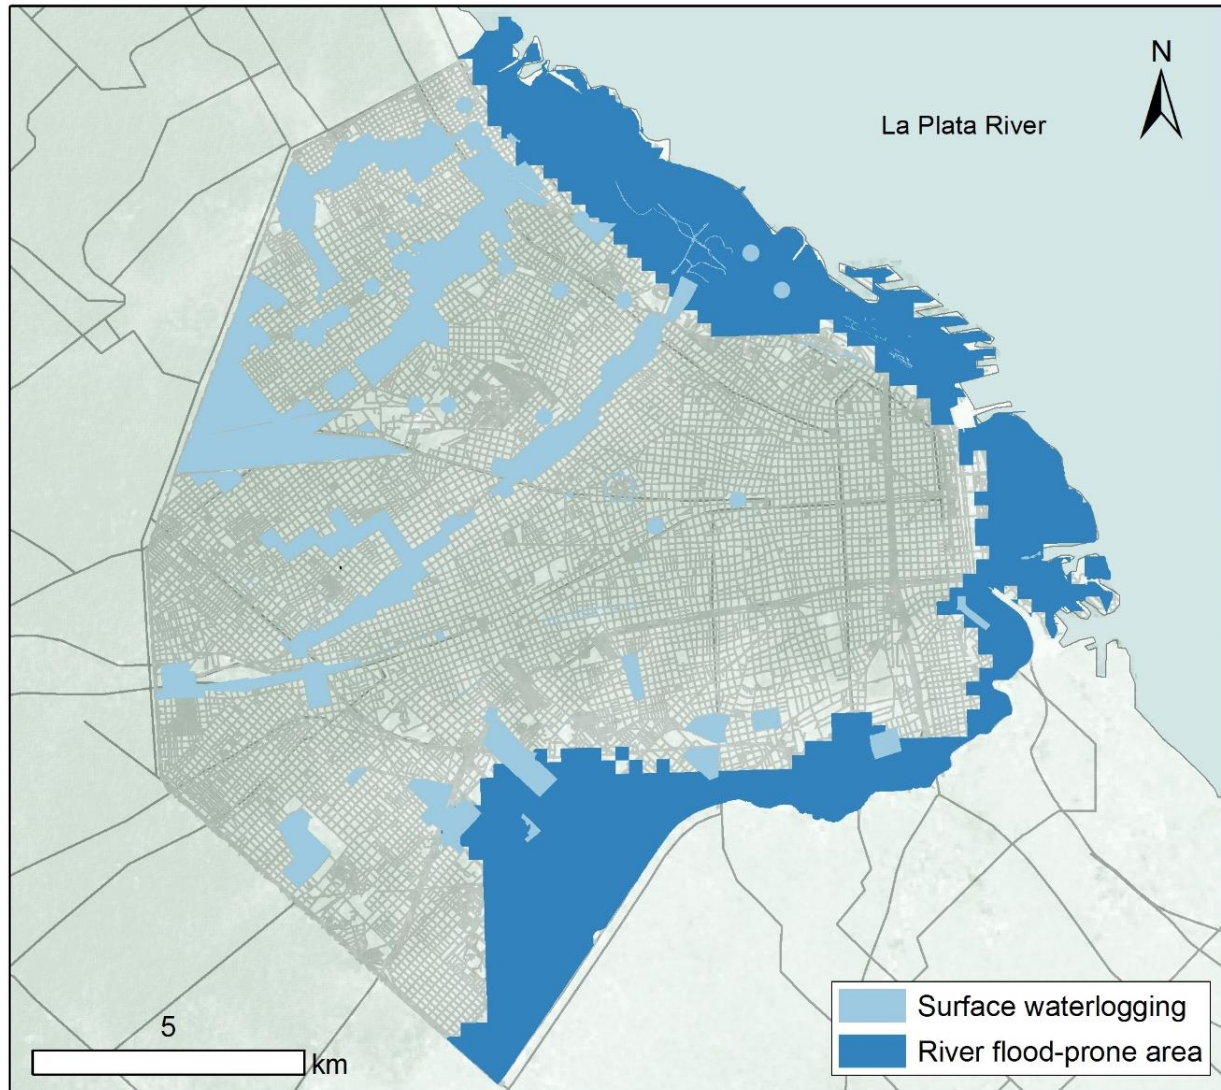 N
La Plata River
Surface waterlogging
River flood-prone area
5
km